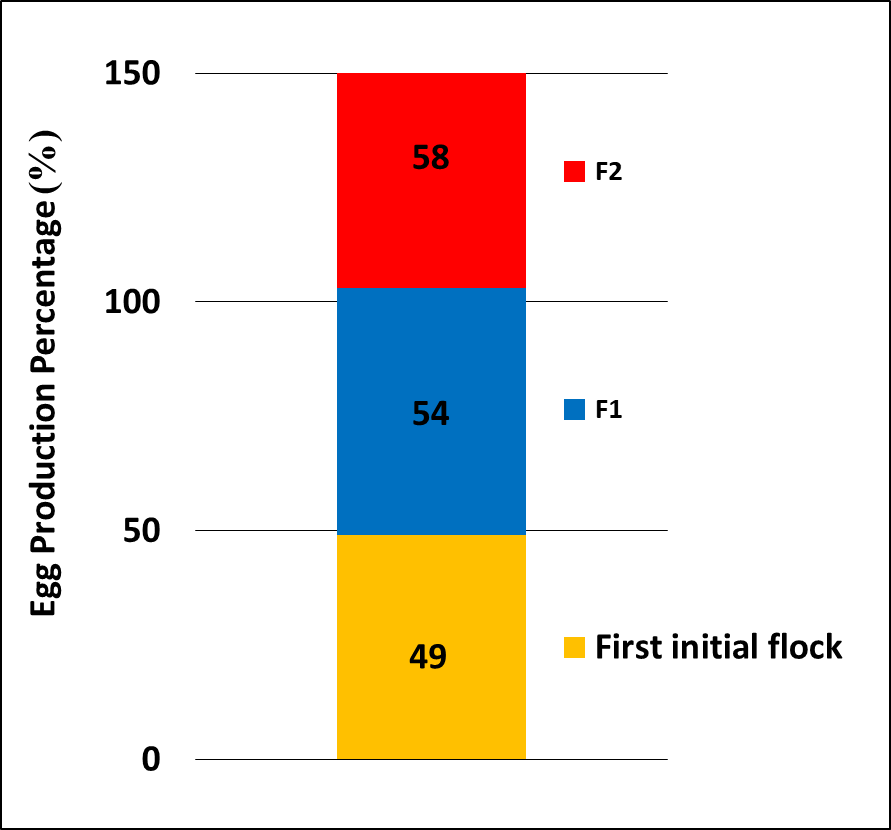 Egg Production Percentage (%)
150
100
50
0
58
54
49
F2
F1
First initial flock